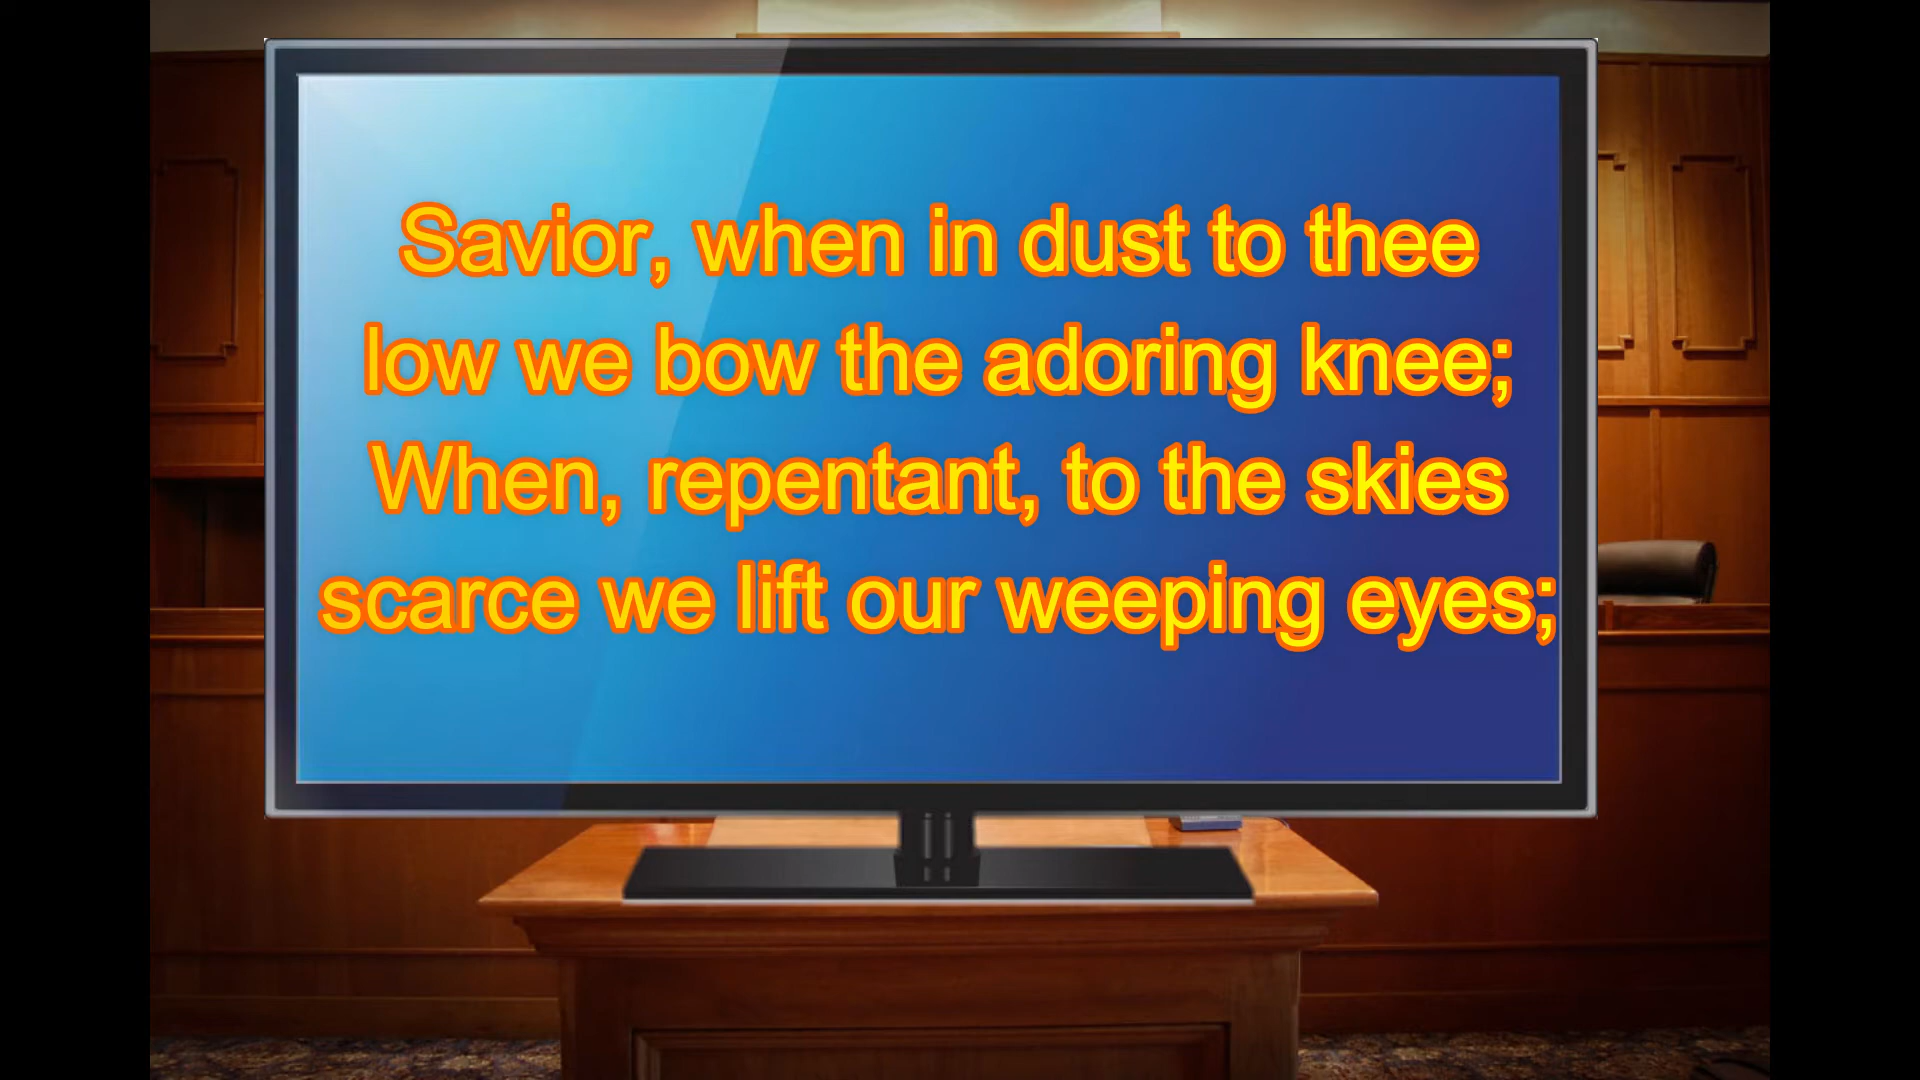 Savior, when in dust to thee
low we bow the adoring knee;
When, repentant, to the skies
scarce we lift our weeping eyes;